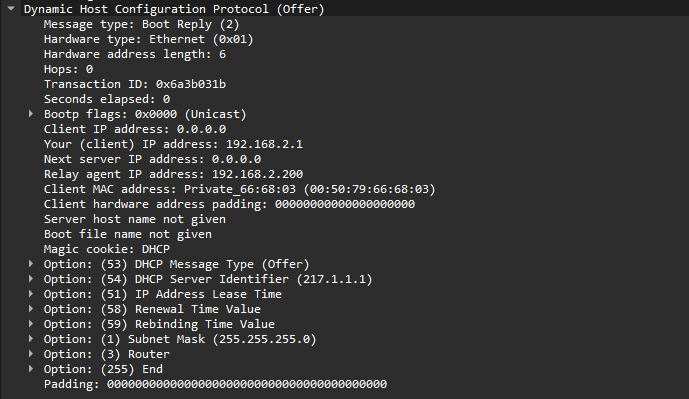 Dynamic Host Configuration Protocol (Offer)
Message type: Boot Reply (2)
Hardware type: Ethernet (0x01)
Hardware address length: 6
Hops: 0
Transaction ID: 0x6a3b031b
Seconds elapsed: 0
Bootp flags: 0x0000 (Unicast)
Client IP address: 0.0.0.0
Your (client) IP address: 192.168.2.1
Next server IP address: 0.0.0.0
Relay agent IP address: 192.168.2.200
Client MAC address: Private_66:68:03 (00:50:79:66:68:03)
Client hardware address padding: 00000000000000000000
Server host name not given
Boot file name not given
Magic cookie: DHCP
Option: (53) DHCP Message Type (Offer)
Option: (54) DHCP Server Identifier (217.1.1.1)
Option: (51) IP Address Lease Time
Option: (58) Renewal Time Value
Option: (59) Rebinding Time Value
Option: (1) Subnet Mask (255.255.255.0)
Option: (3) Router
Option: (255) End
Padding: 0000000000000000000000000000000000000000